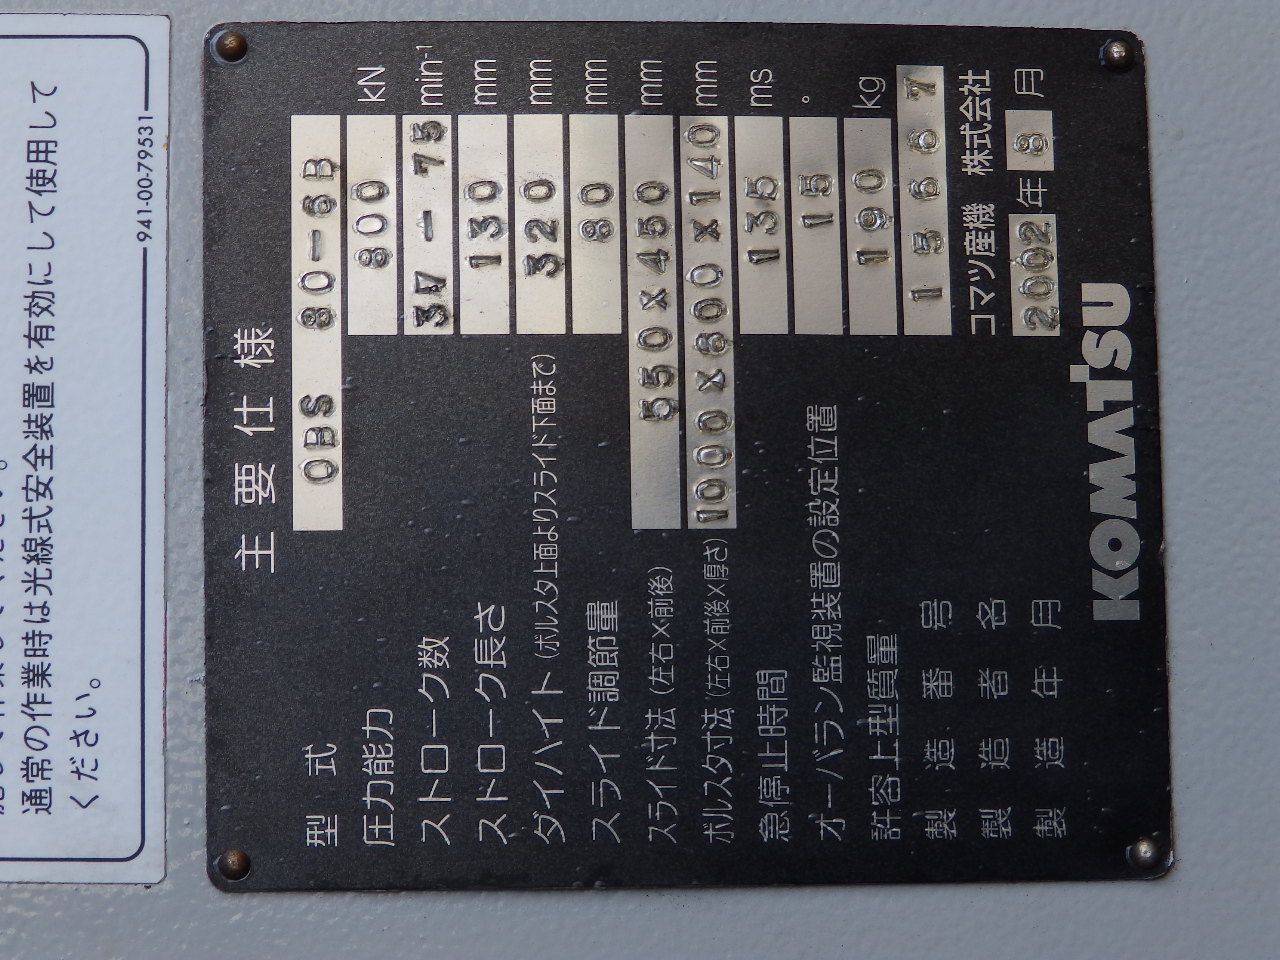 通常の作業時は光線式安全装置を有効にして使用して
ください。
941-00-79531
主要仕様
型式 OBS 80-6B
圧力能力 800 kN
ストローク数 37-75 min-1
ストローク長さ 130 mm
ダイハイト (ボルスタ上面よりスライド下面まで) 320 mm
スライド調節量 80 mm
スライド寸法 (左右×前後) 550×450 mm
ボルスタ寸法 (左右×前後×厚さ) 1000×600×140 mm
急停止時間 135 ms
オーバラン監視装置の設定位置 15 °
許容上型質量 190 kg
製造番号 15667
製造者名 コマツ産機 株式会社
製造年月 2002年8月
KOMATSU